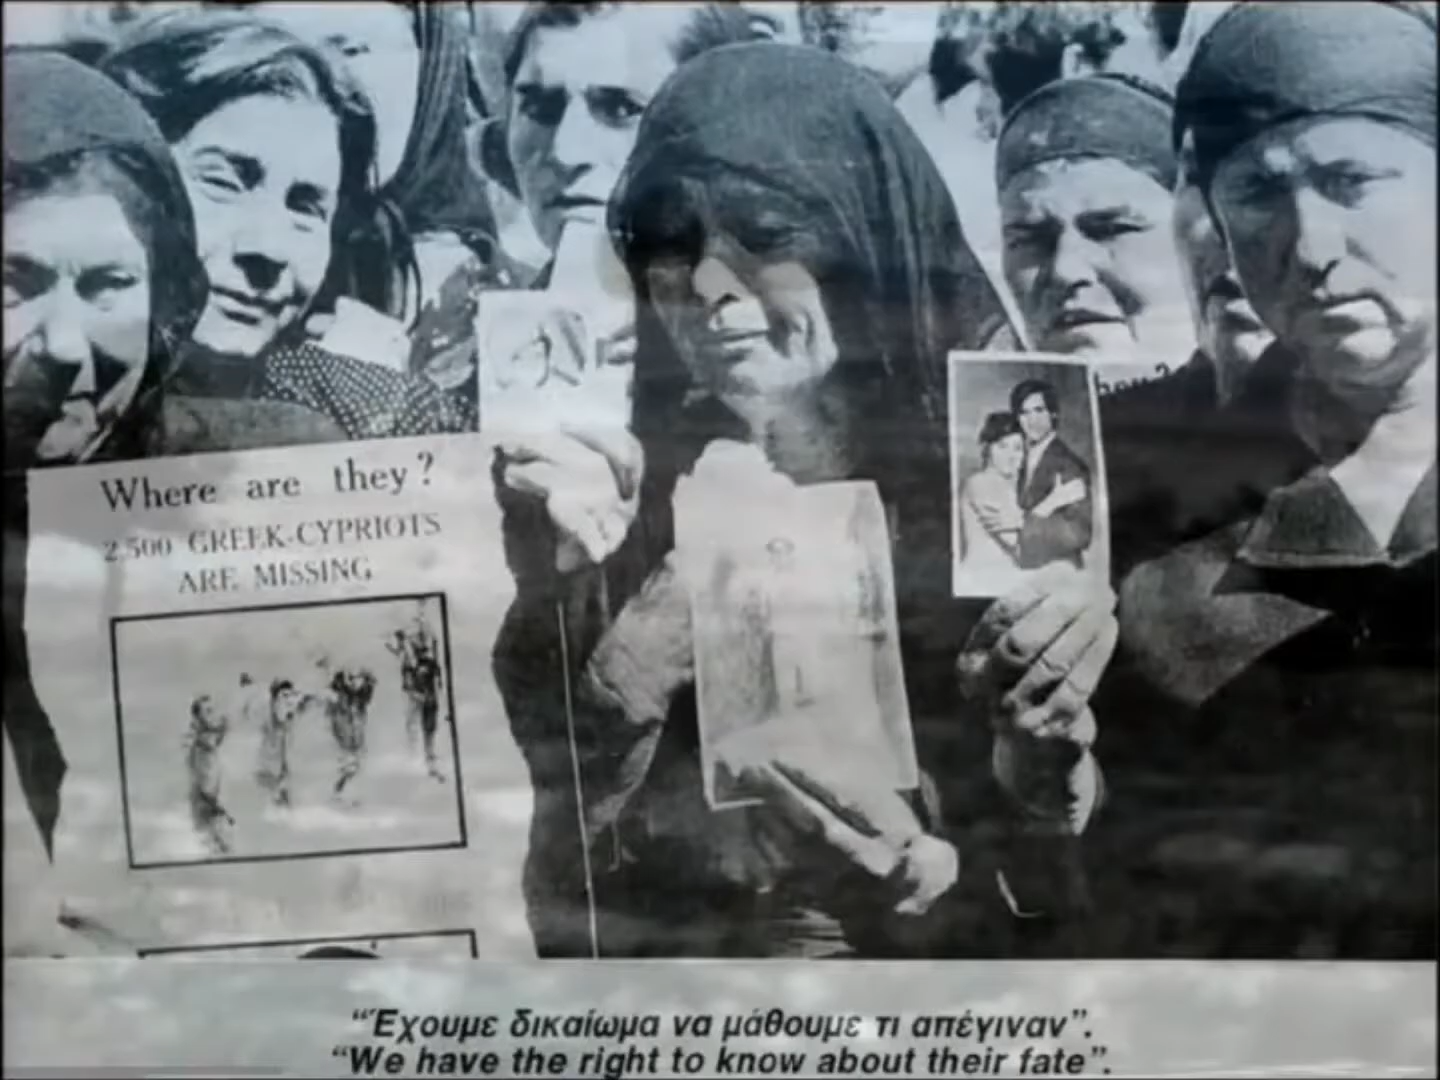 Where are they?
2.500 GREEK-CYPRIOTS
ARE MISSING
“Έχουμε δικαίωμα να μάθουμε τι απέγιναν”.
“We have the right to know about their fate”.